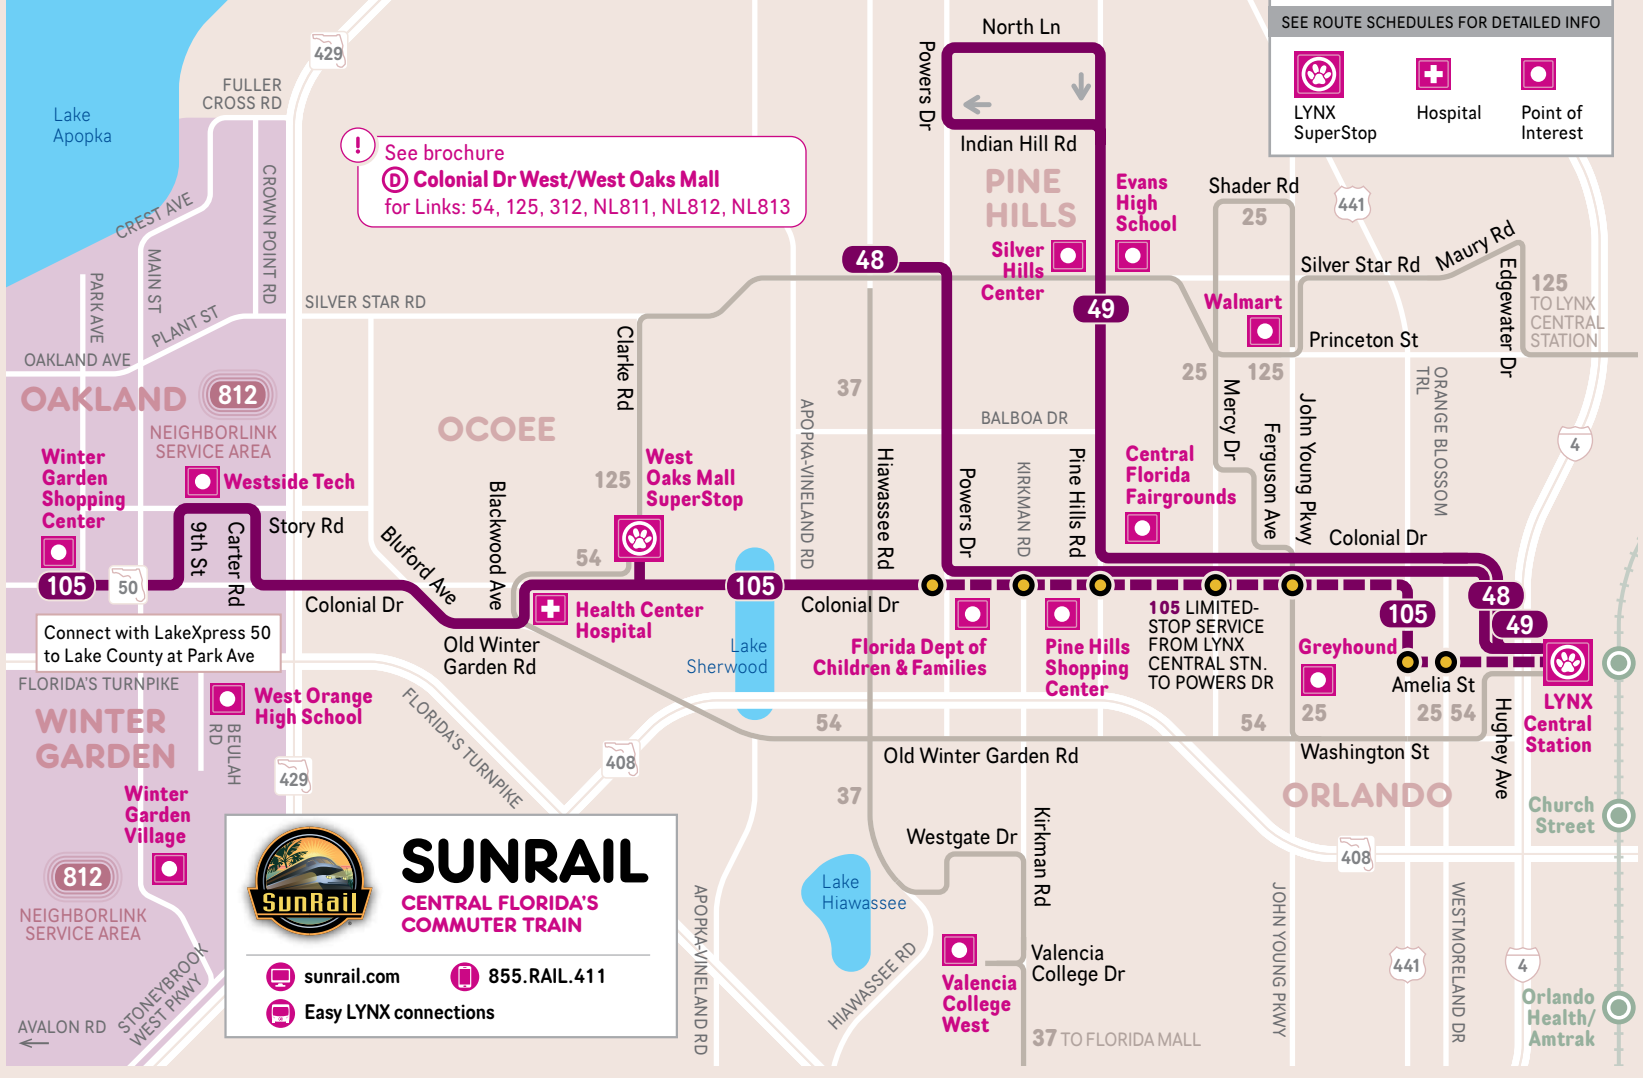 North Ln
SEE ROUTE SCHEDULES FOR DETAILED INFO
LYNX
SuperStop
Hospital
Point of
Interest
429
FULLER
CROSS RD
Lake
Apopka
Powers Dr
Indian Hill Rd
!
See brochure
D Colonial Dr West/West Oaks Mall
for Links: 54, 125, 312, NL811, NL812, NL813
PINE
HILLS
Evans
High
School
Shader Rd
25
441
CREST AVE
CROWN POINT RD
MAIN ST
PARK AVE
PLANT ST
SILVER STAR RD
48
Silver
Hills
Center
49
Walmart
Silver Star Rd
Maury Rd
Edgewater Dr
125
TO LYNX
CENTRAL
STATION
Princeton St
OAKLAND AVE
OAKLAND
812
NEIGHBORLINK
SERVICE AREA
OCOEE
Clarke Rd
37
25
125
BALBOA DR
APOPKA-VINELAND RD
Mercy Dr
Ferguson Ave
John Young Pkwy
ORANGE BLOSSOM
TRL
4
Winter
Garden
Shopping
Center
Westside Tech
125
West
Oaks Mall
SuperStop
Hiawassee Rd
Powers Dr
KIRKMAN RD
Pine Hills Rd
Central
Florida
Fairgrounds
9th St
Carter Rd
Story Rd
Bluford Ave
Blackwood Ave
54
Colonial Dr
105
50
Colonial Dr
105
Colonial Dr
48
49
105
Connect with LakeXpress 50
to Lake County at Park Ave
Old Winter
Garden Rd
Health Center
Hospital
Lake
Sherwood
Florida Dept of
Children & Families
Pine Hills
Shopping
Center
105 LIMITED-
STOP SERVICE
FROM LYNX
CENTRAL STN.
TO POWERS DR
Greyhound
Amelia St
LYNX
Central
Station
FLORIDA'S TURNPIKE
WINTER
GARDEN
West Orange
High School
BEULAH
RD
429
FLORIDA'S TURNPIKE
408
54
54
25
25 54
Old Winter Garden Rd
Washington St
Hughey Ave
ORLANDO
Winter
Garden
Village
37
Westgate Dr
Kirkman Rd
Church
Street
408
812
NEIGHBORLINK
SERVICE AREA
SunRail
SUNRAIL
CENTRAL FLORIDA'S
COMMUTER TRAIN
sunrail.com
855.RAIL.411
Easy LYNX connections
Lake
Hiawassee
HIAWASSEE RD
APOPKA-VINELAND RD
Valencia
College Dr
Valencia
College
West
37 TO FLORIDA MALL
JOHN YOUNG PKWY
441
WESTMORELAND DR
4
Orlando
Health/
Amtrak
STONEYBROOK
WEST PKWY
AVALON RD